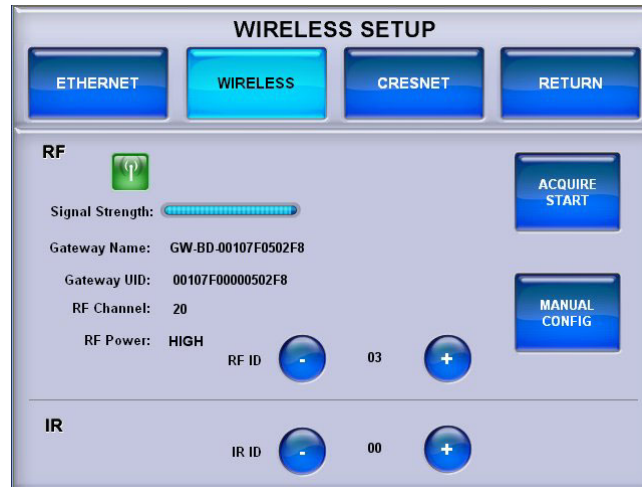 WIRELESS SETUP
ETHERNET
WIRELESS
CRESNET
RETURN
RF
ACQUIRE
START
Signal Strength:
Gateway Name: GW-BD-00107F0502F8
Gateway UID: 00107F00000502F8
RF Channel: 20
MANUAL
CONFIG
RF Power: HIGH
RF ID - 03 +
IR
IR ID - 00 +